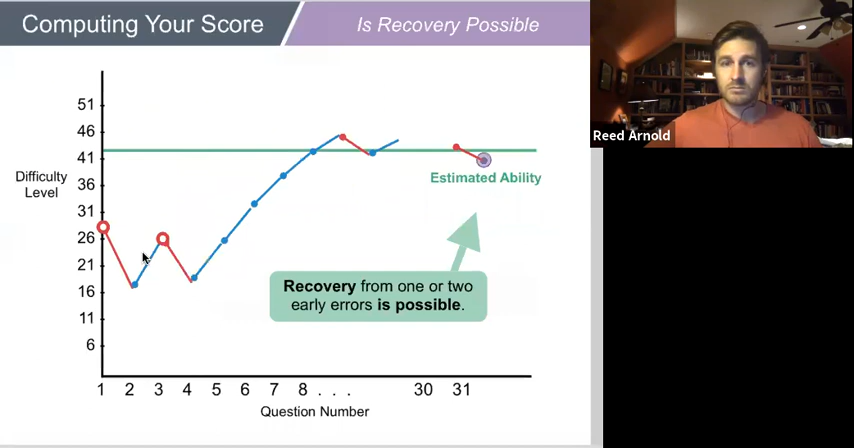 Computing Your Score
Is Recovery Possible
Reed Arnold
51
46
41
36
31
26
21
16
11
6
Difficulty
Level
Estimated Ability
Recovery from one or two
early errors is possible.
1 2 3 4 5 6 7 8 . . . 30 31
Question Number